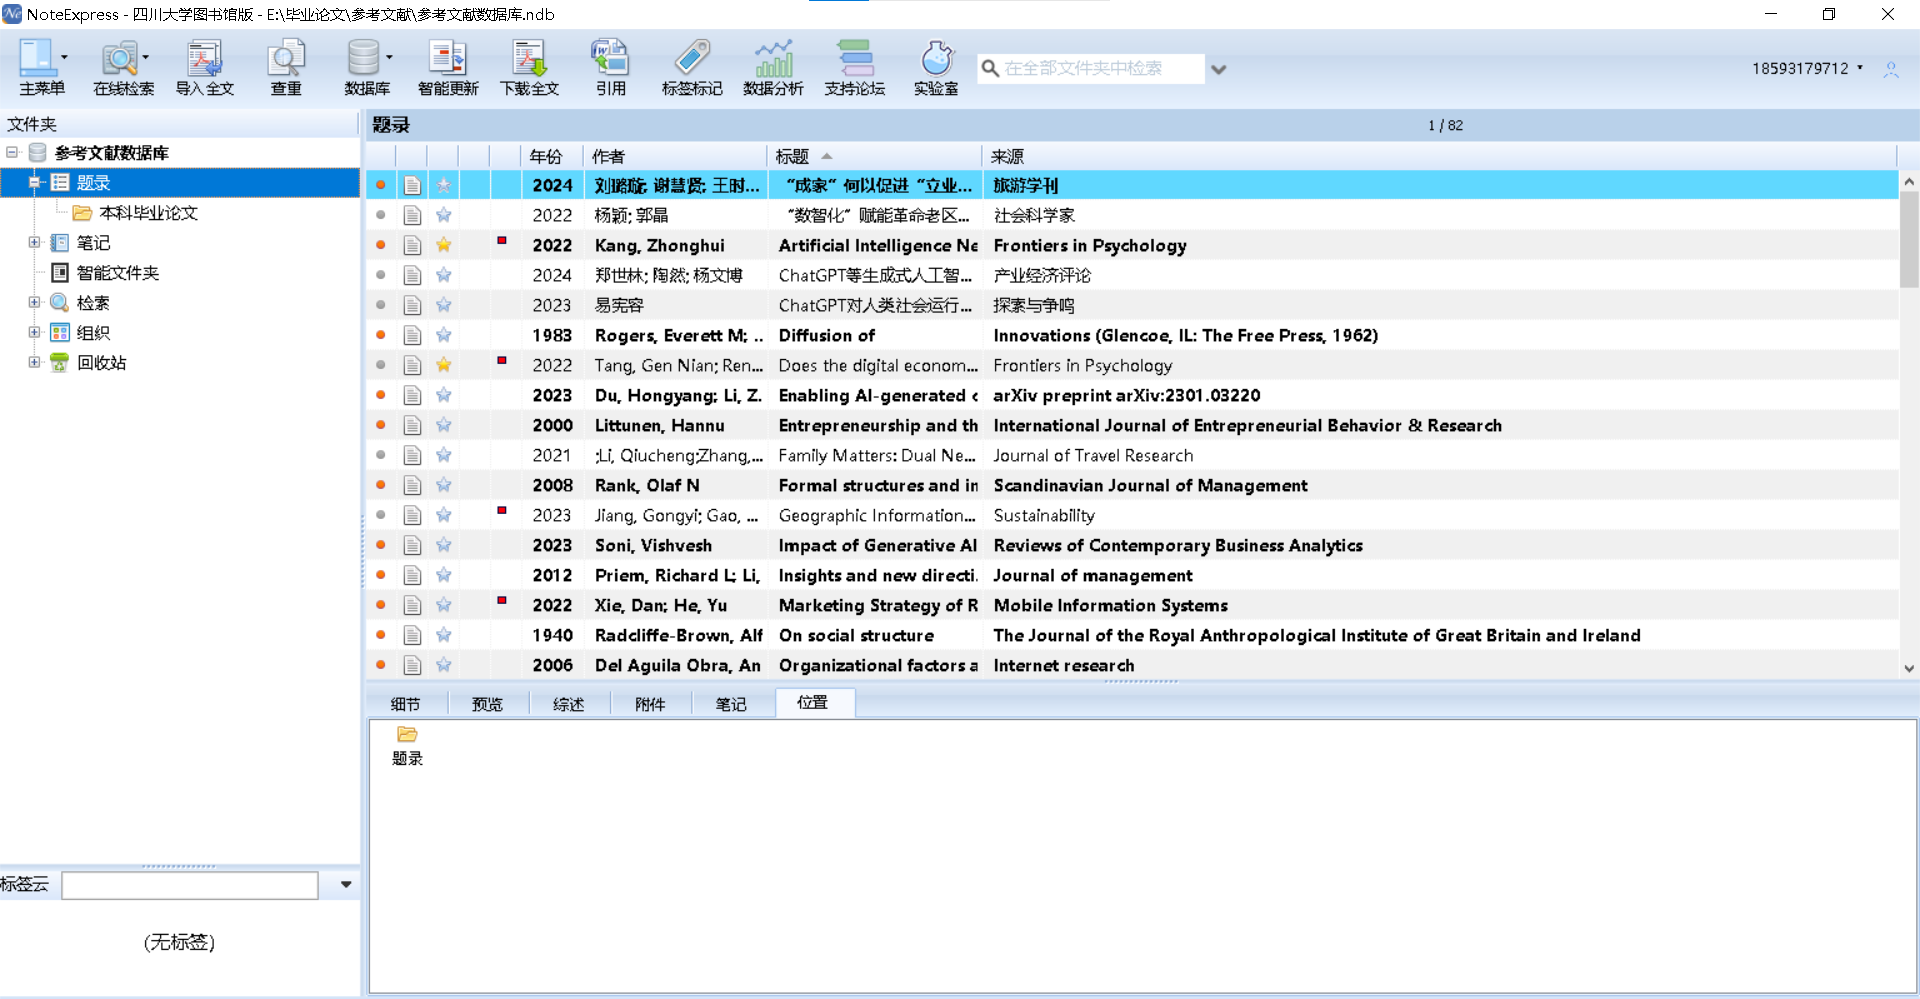 NoteExpress - 四川大学图书馆版 - E:\毕业论文\参考文献\参考文献数据库.ndb
主菜单 在线检索 导入全文 查重 数据库 智能更新 下载全文 引用 标签标记 数据分析 支持论坛 实验室 在全部文件夹中检索 18593179712
文件夹
参考文献数据库
题录
本科毕业论文
笔记
智能文件夹
检索
组织
回收站
标签云
(无标签)
题录 1 / 82
年份 作者 标题 来源
2024 刘璐璇; 谢慧贤; 王时... “成家“ 何以促进 “立业... 旅游学刊
2022 杨颖; 郭晶 “数智化” 赋能革命老区... 社会科学家
2022 Kang, Zhonghui Artificial Intelligence Ne Frontiers in Psychology
2024 郑世林; 陶然; 杨文博 ChatGPT等生成式人工智... 产业经济评论
2023 易宪容 ChatGPT对人类社会运行... 探索与争鸣
1983 Rogers, Everett M; .. Diffusion of Innovations (Glencoe, IL: The Free Press, 1962)
2022 Tang, Gen Nian; Ren... Does the digital econom... Frontiers in Psychology
2023 Du, Hongyang; Li, Z. Enabling AI-generated c arXiv preprint arXiv:2301.03220
2000 Littunen, Hannu Entrepreneurship and th International Journal of Entrepreneurial Behavior & Research
2021 ;Li, Qiucheng;Zhang,... Family Matters: Dual Ne... Journal of Travel Research
2008 Rank, Olaf N Formal structures and in Scandinavian Journal of Management
2023 Jiang, Gongyi; Gao, ... Geographic Information... Sustainability
2023 Soni, Vishvesh Impact of Generative AI Reviews of Contemporary Business Analytics
2012 Priem, Richard L; Li, Insights and new directi. Journal of management
2022 Xie, Dan; He, Yu Marketing Strategy of R Mobile Information Systems
1940 Radcliffe-Brown, Alf On social structure The Journal of the Royal Anthropological Institute of Great Britain and Ireland
2006 Del Aguila Obra, An Organizational factors a Internet research
细节 预览 综述 附件 笔记 位置
题录